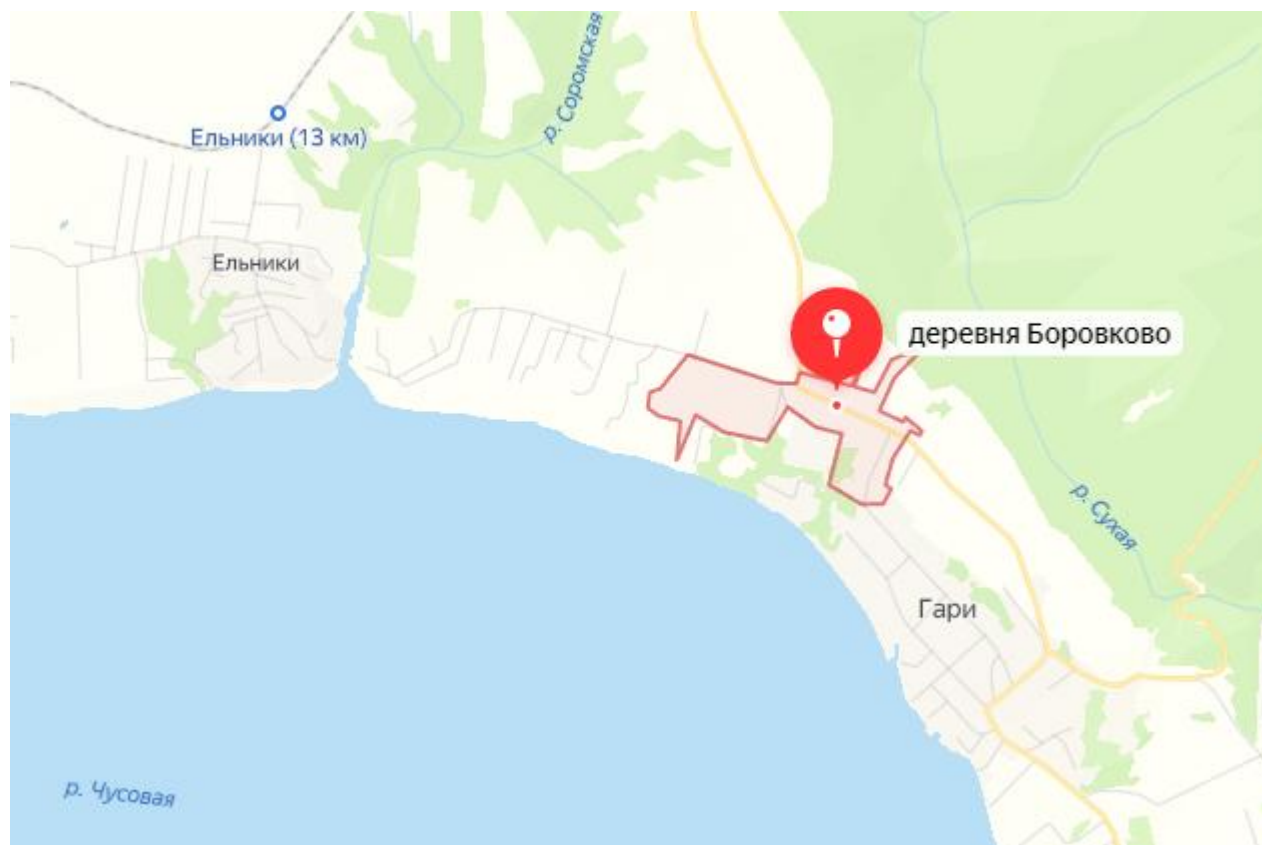 р. Соромская
Ельники (13 км)
Ельники
деревня Боровково
р. Сухая
Гари
р. Чусовая